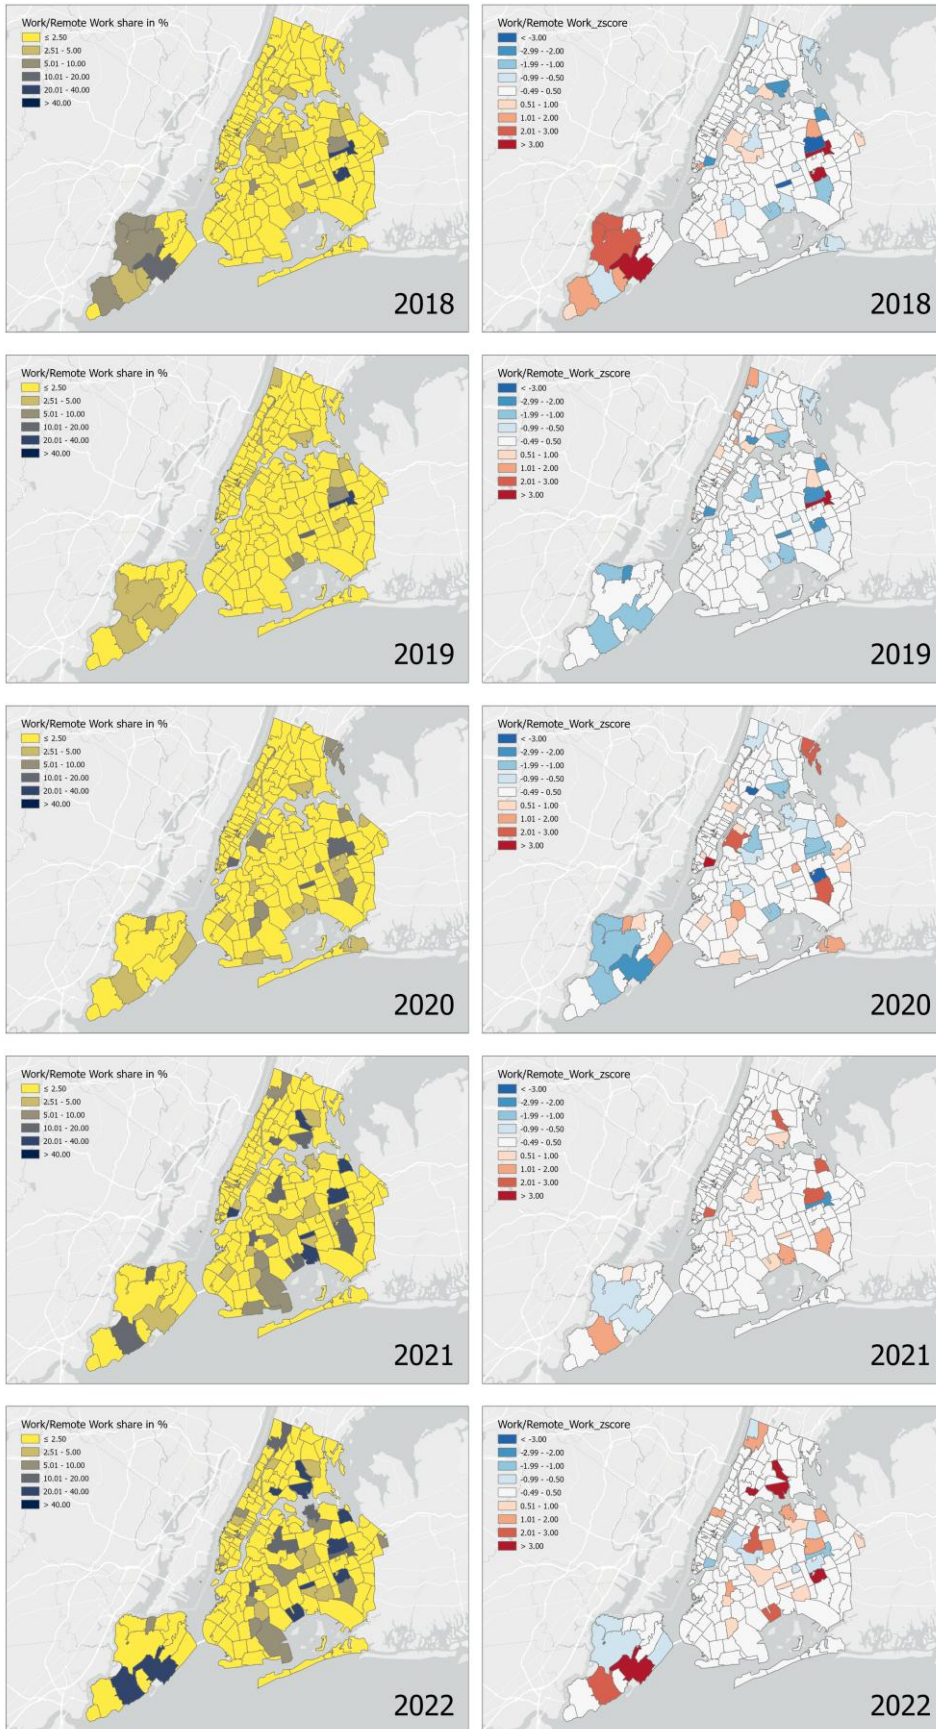 Work/Remote Work share in %
≤ 2.50
2.51 - 5.00
5.01 - 10.00
10.01 - 20.00
20.01 - 40.00
> 40.00
2018
Work/Remote Work_zscore
< -3.00
-2.99 - -2.00
-1.99 - -1.00
-0.99 - -0.50
-0.49 - 0.50
0.51 - 1.00
1.01 - 2.00
2.01 - 3.00
> 3.00
2018
Work/Remote Work share in %
≤ 2.50
2.51 - 5.00
5.01 - 10.00
10.01 - 20.00
20.01 - 40.00
> 40.00
2019
Work/Remote_Work_zscore
< -3.00
-2.99 - -2.00
-1.99 - -1.00
-0.99 - -0.50
-0.49 - 0.50
0.51 - 1.00
1.01 - 2.00
2.01 - 3.00
> 3.00
2019
Work/Remote Work share in %
≤ 2.50
2.51 - 5.00
5.01 - 10.00
10.01 - 20.00
20.01 - 40.00
> 40.00
2020
Work/Remote_Work_zscore
< -3.00
-2.99 - -2.00
-1.99 - -1.00
-0.99 - -0.50
-0.49 - 0.50
0.51 - 1.00
1.01 - 2.00
2.01 - 3.00
> 3.00
2020
Work/Remote Work share in %
≤ 2.50
2.51 - 5.00
5.01 - 10.00
10.01 - 20.00
20.01 - 40.00
> 40.00
2021
Work/Remote_Work_zscore
< -3.00
-2.99 - -2.00
-1.99 - -1.00
-0.99 - -0.50
-0.49 - 0.50
0.51 - 1.00
1.01 - 2.00
2.01 - 3.00
> 3.00
2021
Work/Remote Work share in %
≤ 2.50
2.51 - 5.00
5.01 - 10.00
10.01 - 20.00
20.01 - 40.00
> 40.00
2022
Work/Remote_Work_zscore
< -3.00
-2.99 - -2.00
-1.99 - -1.00
-0.99 - -0.50
-0.49 - 0.50
0.51 - 1.00
1.01 - 2.00
2.01 - 3.00
> 3.00
2022